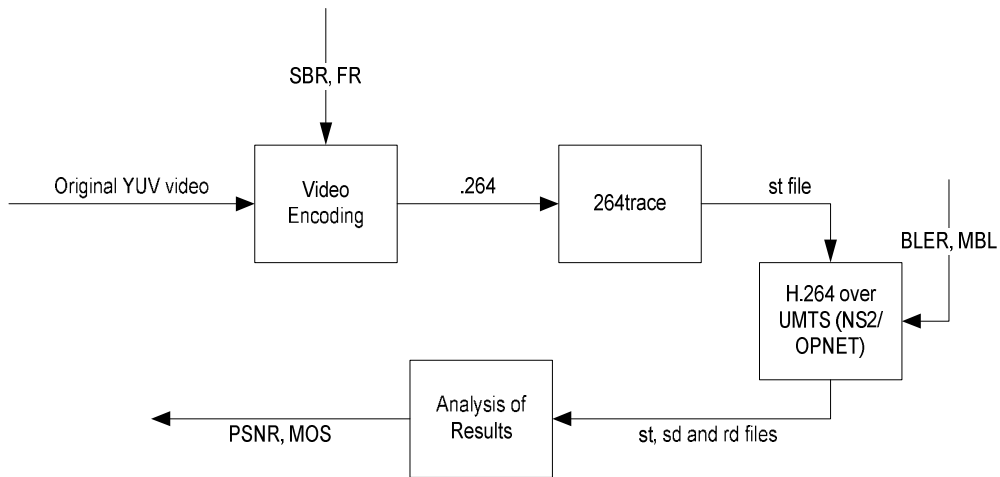 SBR, FR
Original YUV video
Video
Encoding
.264
264trace
st file
BLER, MBL
H.264 over
UMTS (NS2/
OPNET)
st, sd and rd files
Analysis of
Results
PSNR, MOS